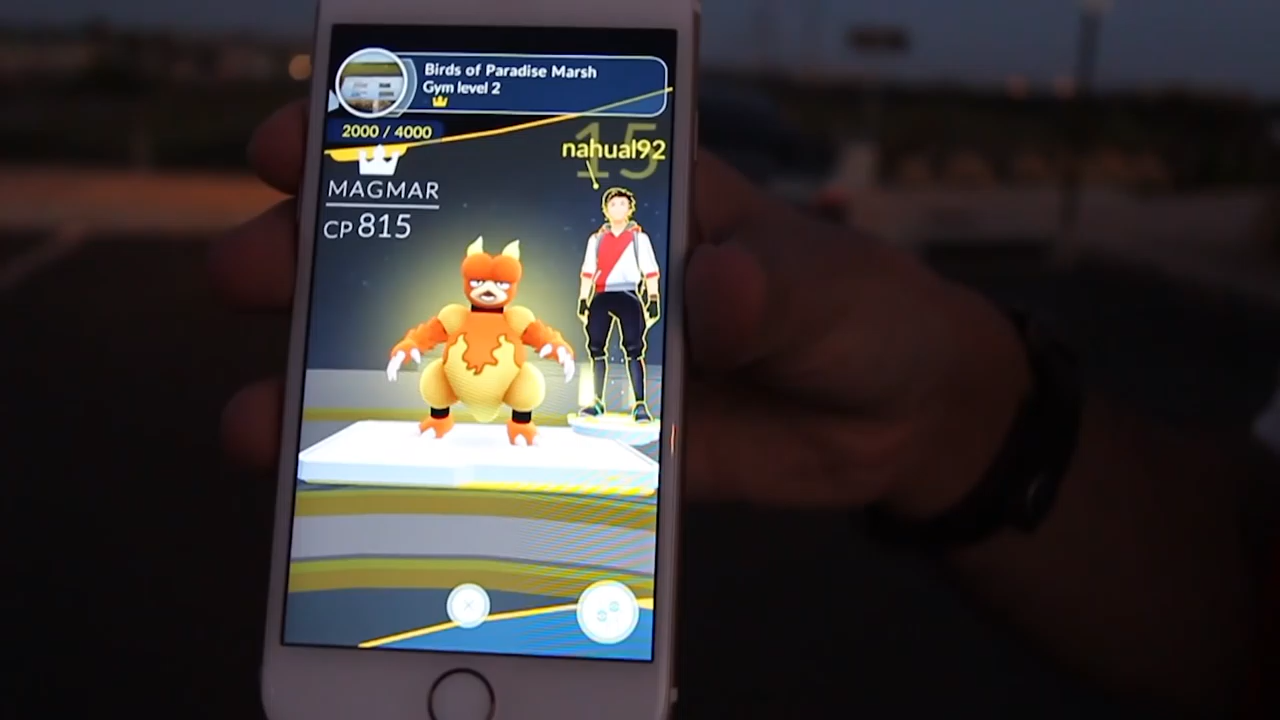 Birds of Paradise Marsh
Gym level 2
2000 / 4000
15
nahual92
MAGMAR
CP 815